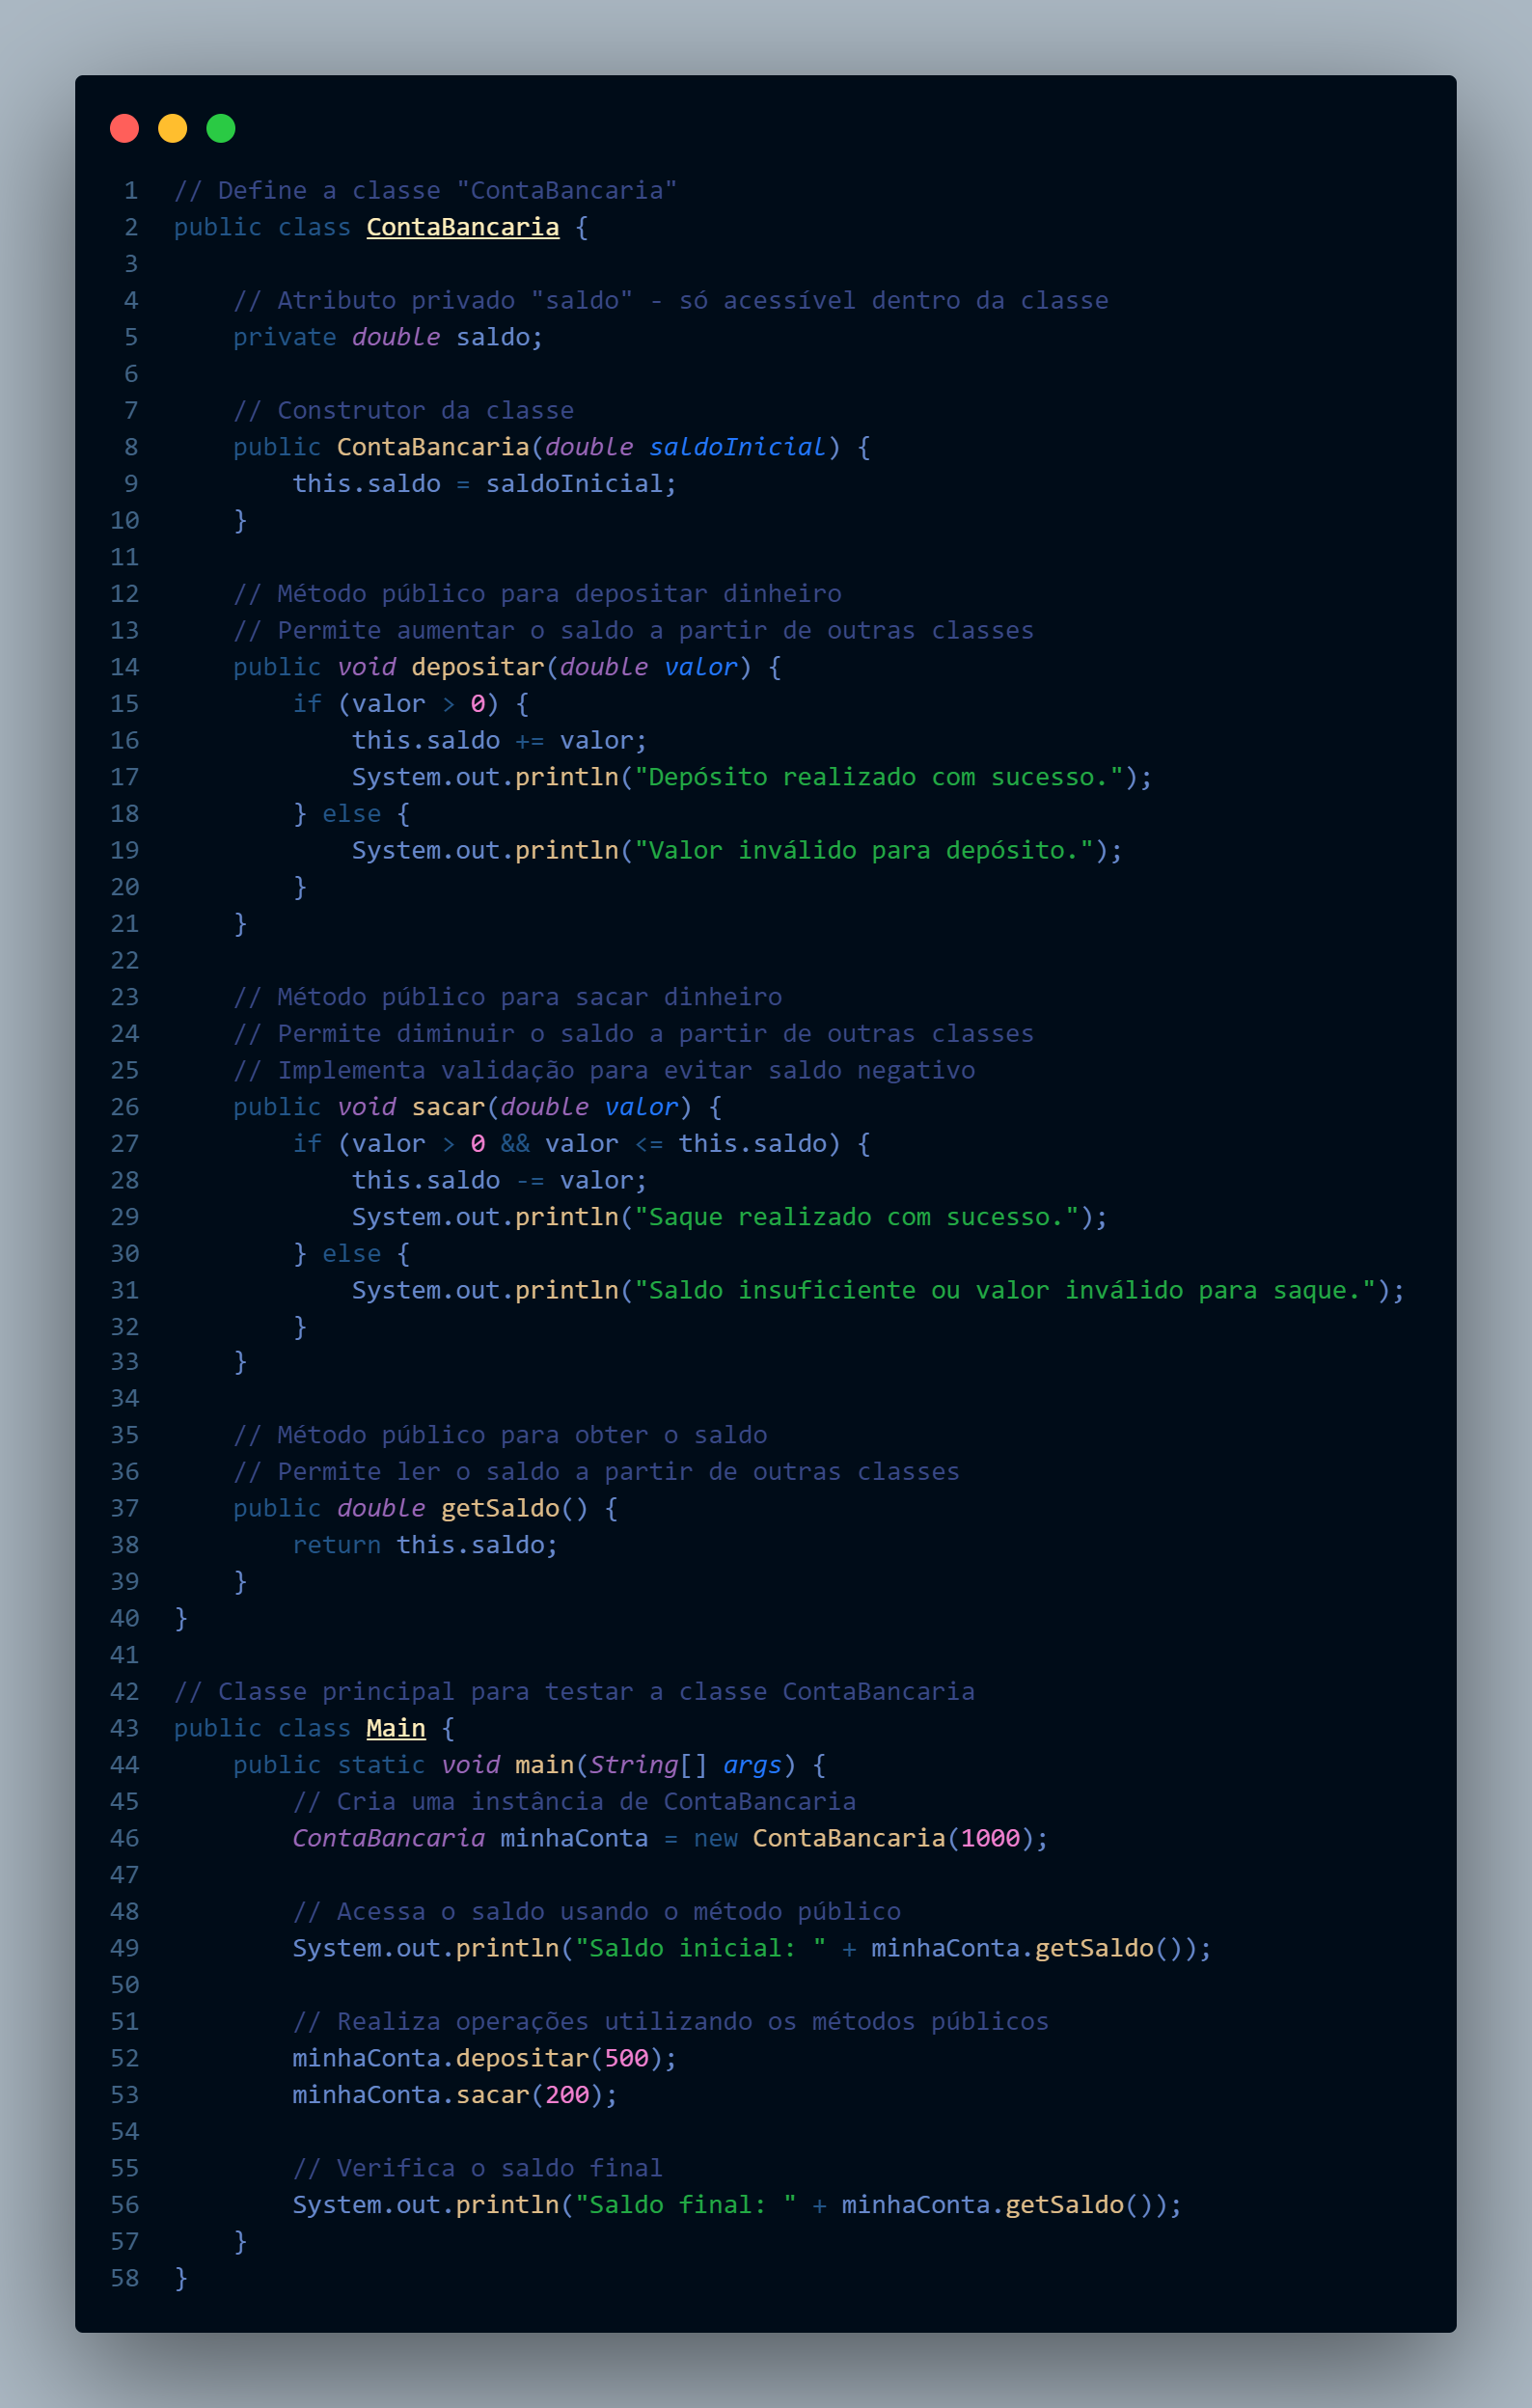 1 // Define a classe "ContaBancaria"
2 public class ContaBancaria {
3
4     // Atributo privado "saldo" - só acessível dentro da classe
5     private double saldo;
6
7     // Construtor da classe
8     public ContaBancaria(double saldoInicial) {
9         this.saldo = saldoInicial;
10     }
11
12     // Método público para depositar dinheiro
13     // Permite aumentar o saldo a partir de outras classes
14     public void depositar(double valor) {
15         if (valor > 0) {
16             this.saldo += valor;
17             System.out.println("Depósito realizado com sucesso.");
18         } else {
19             System.out.println("Valor inválido para depósito.");
20         }
21     }
22
23     // Método público para sacar dinheiro
24     // Permite diminuir o saldo a partir de outras classes
25     // Implementa validação para evitar saldo negativo
26     public void sacar(double valor) {
27         if (valor > 0 && valor <= this.saldo) {
28             this.saldo -= valor;
29             System.out.println("Saque realizado com sucesso.");
30         } else {
31             System.out.println("Saldo insuficiente ou valor inválido para saque.");
32         }
33     }
34
35     // Método público para obter o saldo
36     // Permite ler o saldo a partir de outras classes
37     public double getSaldo() {
38         return this.saldo;
39     }
40 }
41
42 // Classe principal para testar a classe ContaBancaria
43 public class Main {
44     public static void main(String[] args) {
45         // Cria uma instância de ContaBancaria
46         ContaBancaria minhaConta = new ContaBancaria(1000);
47
48         // Acessa o saldo usando o método público
49         System.out.println("Saldo inicial: " + minhaConta.getSaldo());
50
51         // Realiza operações utilizando os métodos públicos
52         minhaConta.depositar(500);
53         minhaConta.sacar(200);
54
55         // Verifica o saldo final
56         System.out.println("Saldo final: " + minhaConta.getSaldo());
57     }
58 }